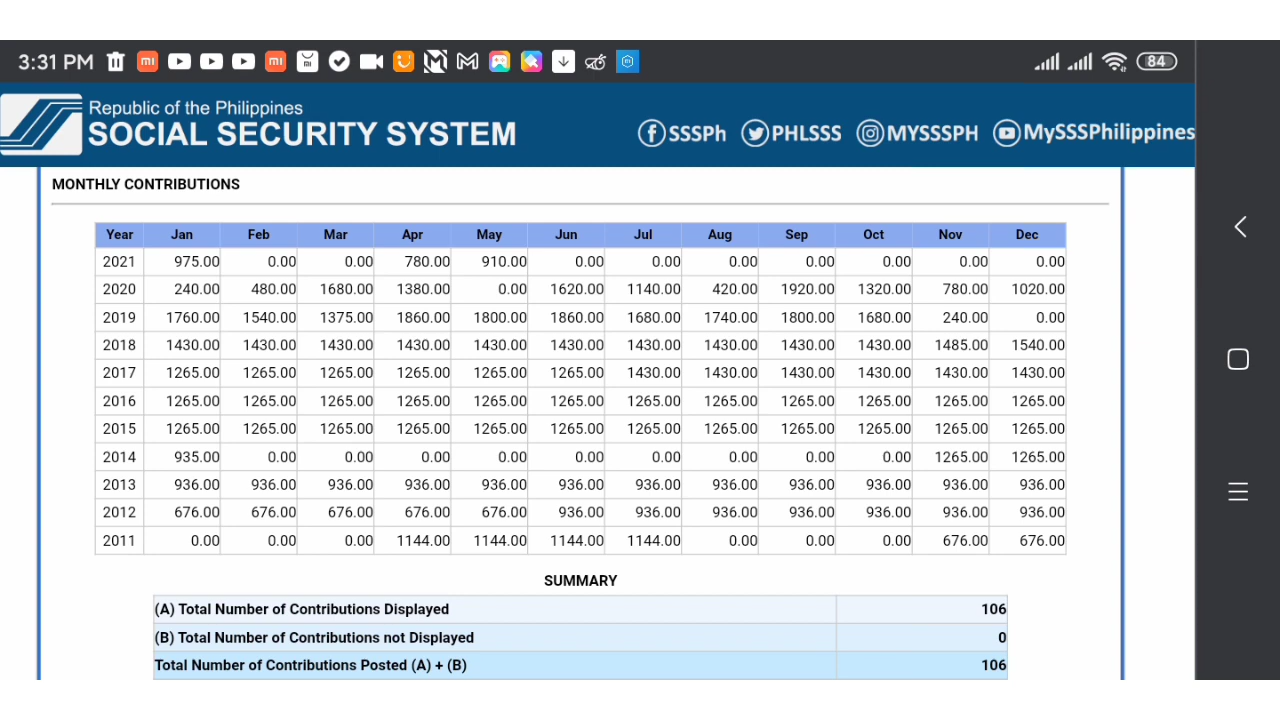 3:31 PM 84
Republic of the Philippines
SOCIAL SECURITY SYSTEM
SSSPh PHLSSS MYSSSPH MySSSPhilippines
MONTHLY CONTRIBUTIONS
Year Jan Feb Mar Apr May Jun Jul Aug Sep Oct Nov Dec
2021 975.00 0.00 0.00 780.00 910.00 0.00 0.00 0.00 0.00 0.00 0.00 0.00
2020 240.00 480.00 1680.00 1380.00 0.00 1620.00 1140.00 420.00 1920.00 1320.00 780.00 1020.00
2019 1760.00 1540.00 1375.00 1860.00 1800.00 1860.00 1680.00 1740.00 1800.00 1680.00 240.00 0.00
2018 1430.00 1430.00 1430.00 1430.00 1430.00 1430.00 1430.00 1430.00 1430.00 1430.00 1485.00 1540.00
2017 1265.00 1265.00 1265.00 1265.00 1265.00 1265.00 1430.00 1430.00 1430.00 1430.00 1430.00 1430.00
2016 1265.00 1265.00 1265.00 1265.00 1265.00 1265.00 1265.00 1265.00 1265.00 1265.00 1265.00 1265.00
2015 1265.00 1265.00 1265.00 1265.00 1265.00 1265.00 1265.00 1265.00 1265.00 1265.00 1265.00 1265.00
2014 935.00 0.00 0.00 0.00 0.00 0.00 0.00 0.00 0.00 0.00 1265.00 1265.00
2013 936.00 936.00 936.00 936.00 936.00 936.00 936.00 936.00 936.00 936.00 936.00 936.00
2012 676.00 676.00 676.00 676.00 676.00 936.00 936.00 936.00 936.00 936.00 936.00 936.00
2011 0.00 0.00 0.00 1144.00 1144.00 1144.00 1144.00 0.00 0.00 0.00 676.00 676.00
SUMMARY
(A) Total Number of Contributions Displayed 106
(B) Total Number of Contributions not Displayed 0
Total Number of Contributions Posted (A) + (B) 106